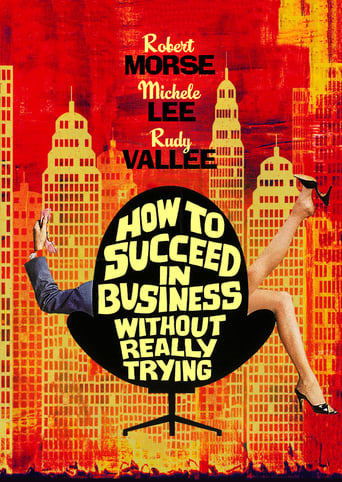 Robert
MORSE
Michele
LEE
Rudy
VALLEE
HOW TO
SUCCEED
IN
BUSINESS
WITHOUT
REALLY
TRYING